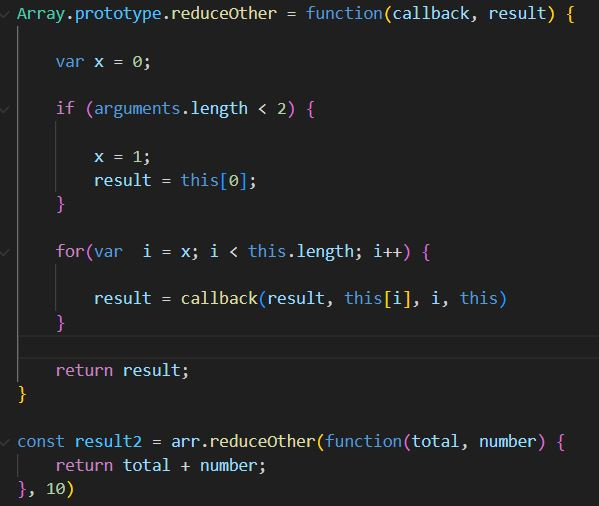 Array.prototype.reduceOther = function(callback, result) {
var x = 0;
if (arguments.length < 2) {
x = 1;
result = this[0];
}
for(var  i = x; i < this.length; i++) {
result = callback(result, this[i], i, this)
}
return result;
}
const result2 = arr.reduceOther(function(total, number) {
return total + number;
}, 10)